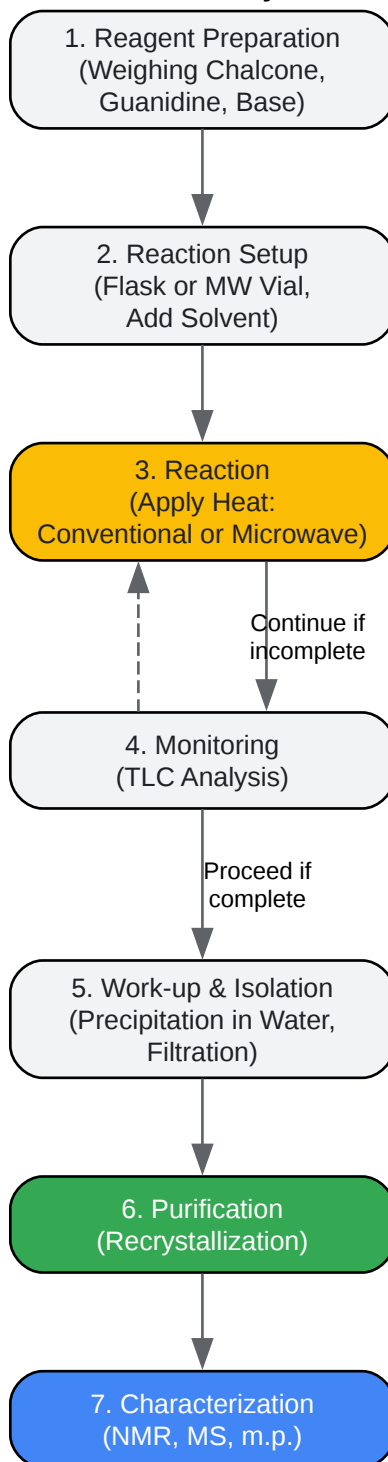 1. Reagent Preparation
(Weighing Chalcone,
Guanidine, Base)
2. Reaction Setup
(Flask or MW Vial,
Add Solvent)
3. Reaction
(Apply Heat:
Conventional or Microwave)
Continue if
incomplete
4. Monitoring
(TLC Analysis)
Proceed if
complete
5. Work-up & Isolation
(Precipitation in Water,
Filtration)
6. Purification
(Recrystallization)
7. Characterization
(NMR, MS, m.p.)